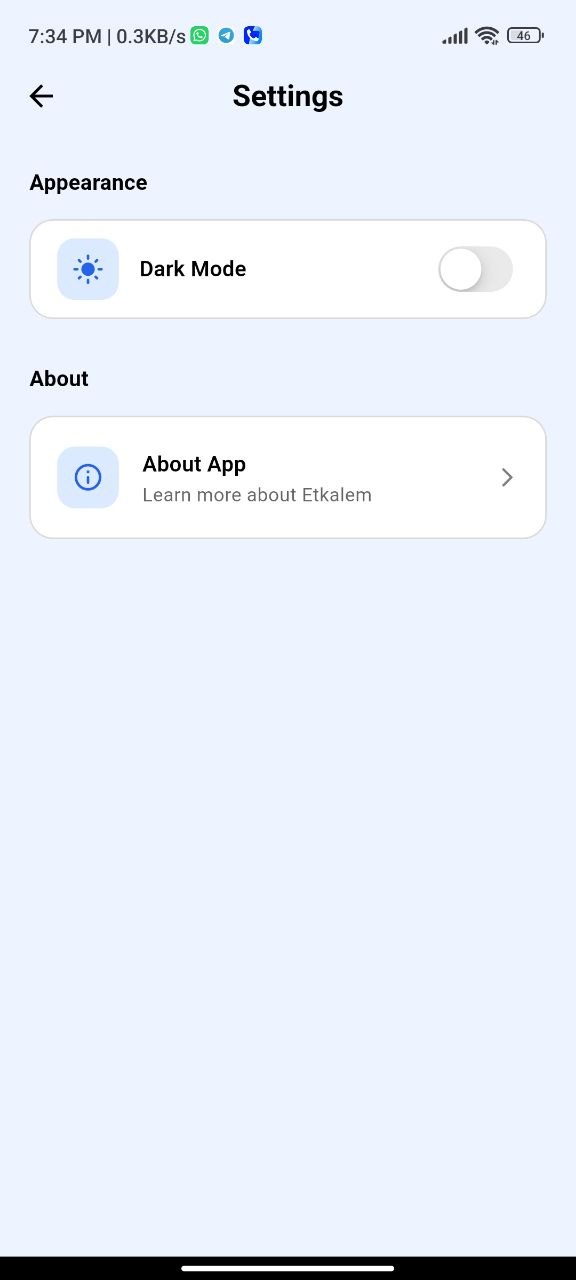 7:34 PM | 0.3KB/s 46
Settings
Appearance
Dark Mode
About
About App
Learn more about Etkalem